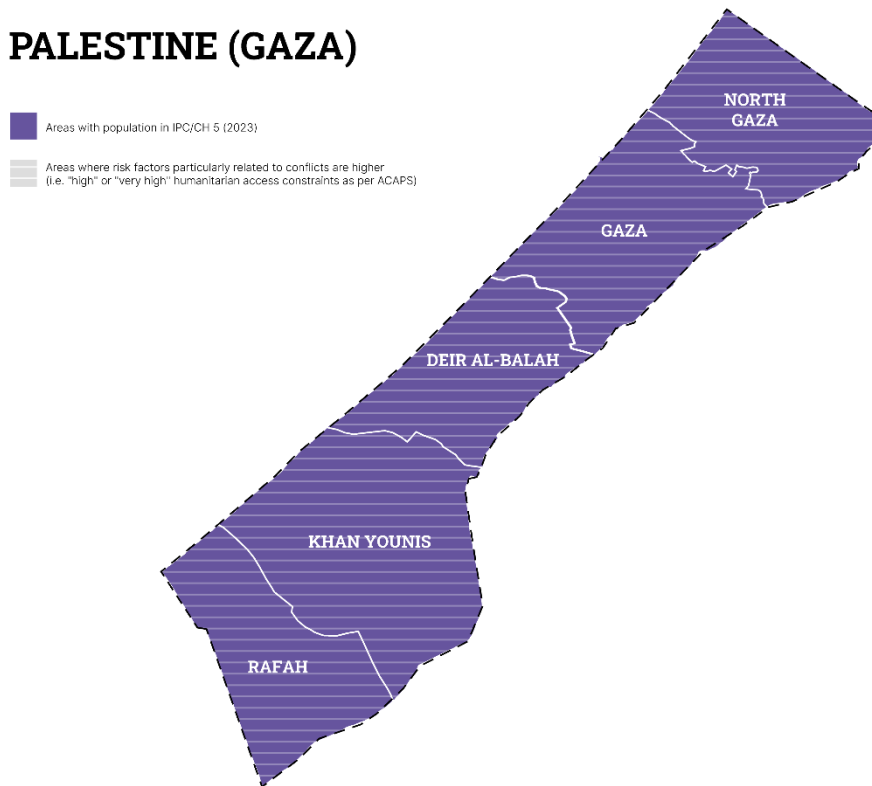 PALESTINE (GAZA)
Areas with population in IPC/CH 5 (2023)
Areas where risk factors particularly related to conflicts are higher
(i.e. "high" or "very high" humanitarian access constraints as per ACAPS)
NORTH
GAZA
GAZA
DEIR AL-BALAH
KHAN YOUNIS
RAFAH